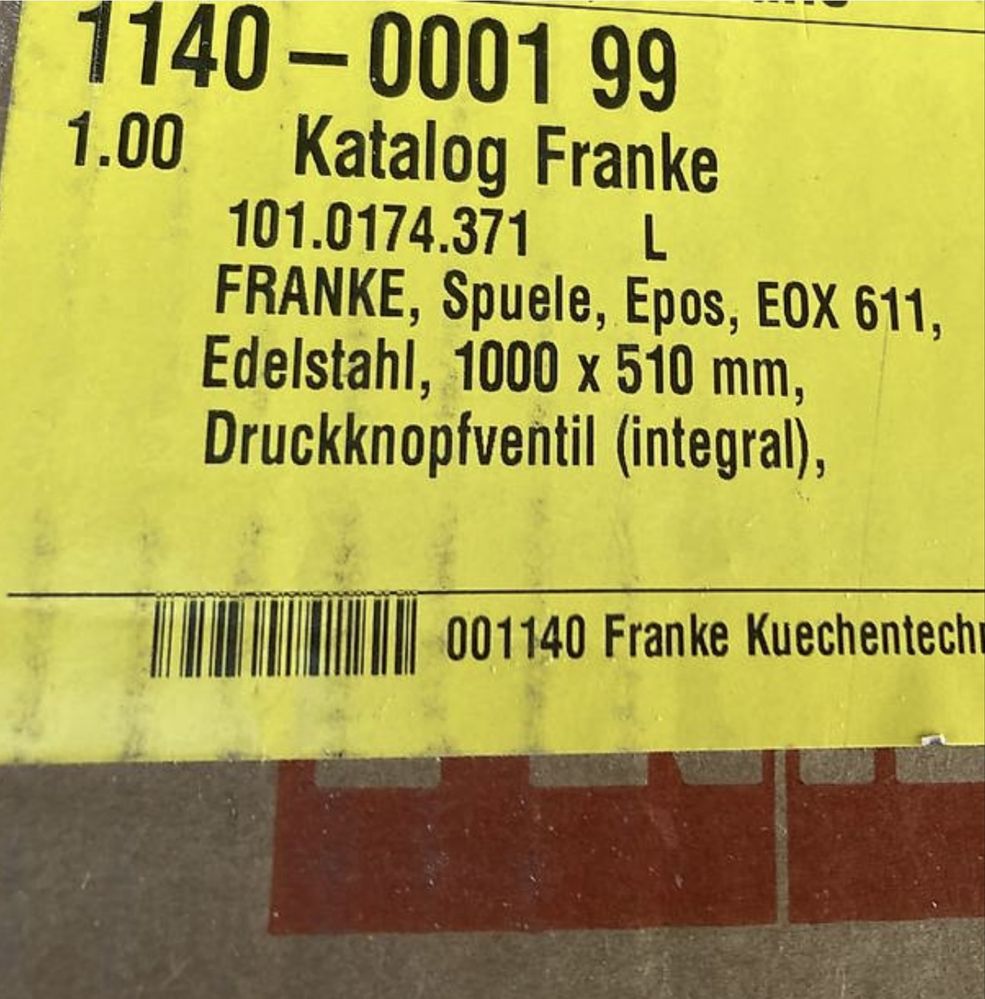 1140-0001 99
1.00 Katalog Franke
101.0174.371 L
FRANKE, Spuele, Epos, EOX 611,
Edelstahl, 1000 x 510 mm,
Druckknopfventil (integral),
001140 Franke